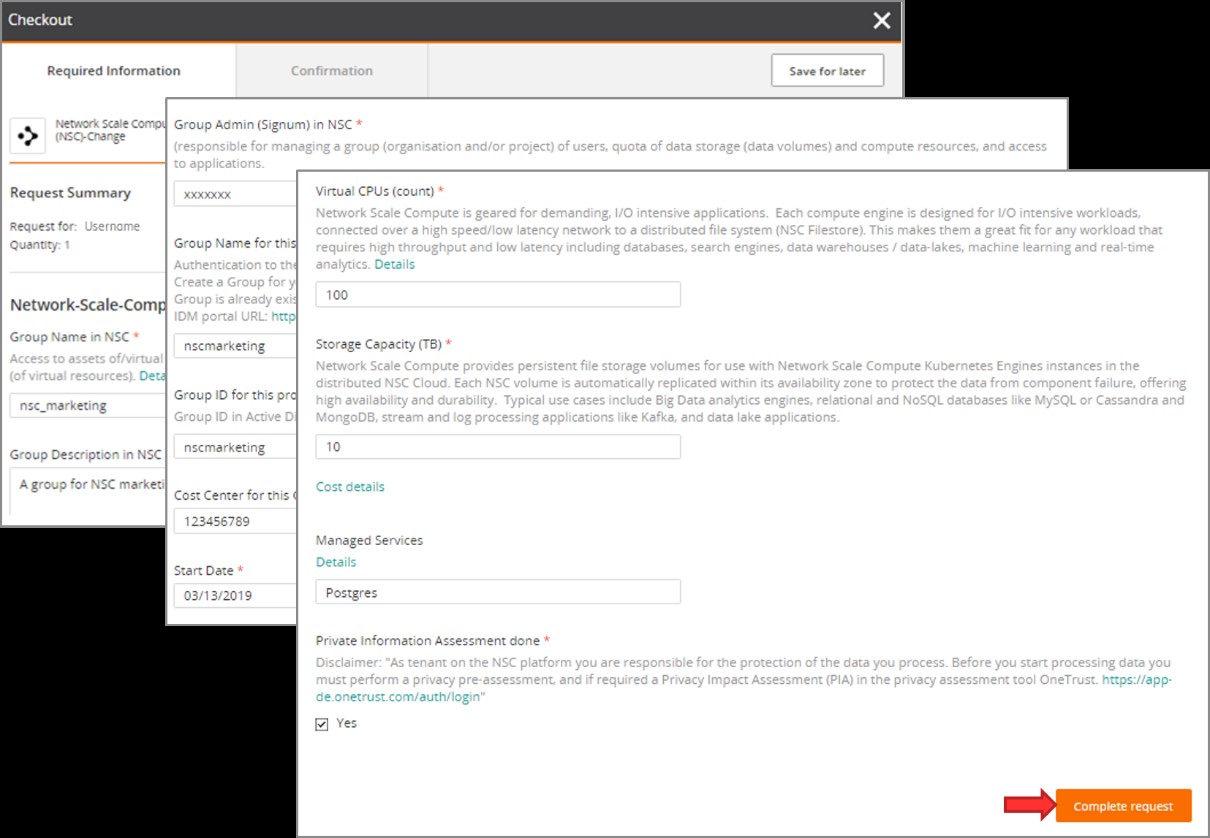 Checkout
Required Information
Confirmation
Save for later
Network Scale Compu
(NSC)-Change
Request Summary
Request for: Username
Quantity: 1
Network-Scale-Comp
Group Name in NSC *
Access to assets of/virtual
(of virtual resources). Deta
nsc_marketing
Group Description in NSC
A group for NSC marketi
Group Admin (Signum) in NSC *
(responsible for managing a group (organisation and/or project) of users, quota of data storage (data volumes) and compute resources, and access
to applications.
xxxxxxx
Group Name for this
Authentication to the
Create a Group for y
Group is already exis
IDM portal URL: http
nscmarketing
Group ID for this pro
Group ID in Active Di
nscmarketing
Cost Center for this
123456789
Start Date *
03/13/2019
Virtual CPUs (count) *
Network Scale Compute is geared for demanding, I/O intensive applications. Each compute engine is designed for I/O intensive workloads,
connected over a high speed/low latency network to a distributed file system (NSC Filestore). This makes them a great fit for any workload that
requires high throughput and low latency including databases, search engines, data warehouses / data-lakes, machine learning and real-time
analytics. Details
100
Storage Capacity (TB) *
Network Scale Compute provides persistent file storage volumes for use with Network Scale Compute Kubernetes Engines instances in the
distributed NSC Cloud. Each NSC volume is automatically replicated within its availability zone to protect the data from component failure, offering
high availability and durability. Typical use cases include Big Data analytics engines, relational and NoSQL databases like MySQL or Cassandra and
MongoDB, stream and log processing applications like Kafka, and data lake applications.
10
Cost details
Managed Services
Details
Postgres
Private Information Assessment done *
Disclaimer: "As tenant on the NSC platform you are responsible for the protection of the data you process. Before you start processing data you
must perform a privacy pre-assessment, and if required a Privacy Impact Assessment (PIA) in the privacy assessment tool OneTrust. https://app-
de.onetrust.com/auth/login"
Yes
Complete request